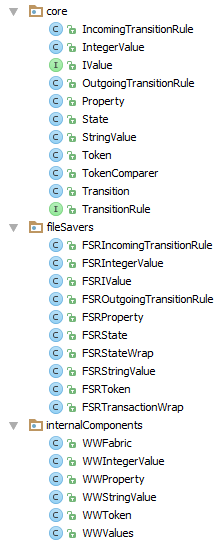 core
C IncomingTransitionRule
C IntegerValue
I IValue
C OutgoingTransitionRule
C Property
C State
C StringValue
C Token
C TokenComparer
C Transition
I TransitionRule
fileSavers
C FSRIncomingTransitionRule
C FSRIntegerValue
C FSRIValue
C FSROutgoingTransitionRule
C FSRProperty
C FSRState
C FSRStateWrap
C FSRStringValue
C FSRToken
C FSRTransactionWrap
internalComponents
C WWFabric
C WWIntegerValue
C WWProperty
C WWStringValue
C WWToken
C WWValues